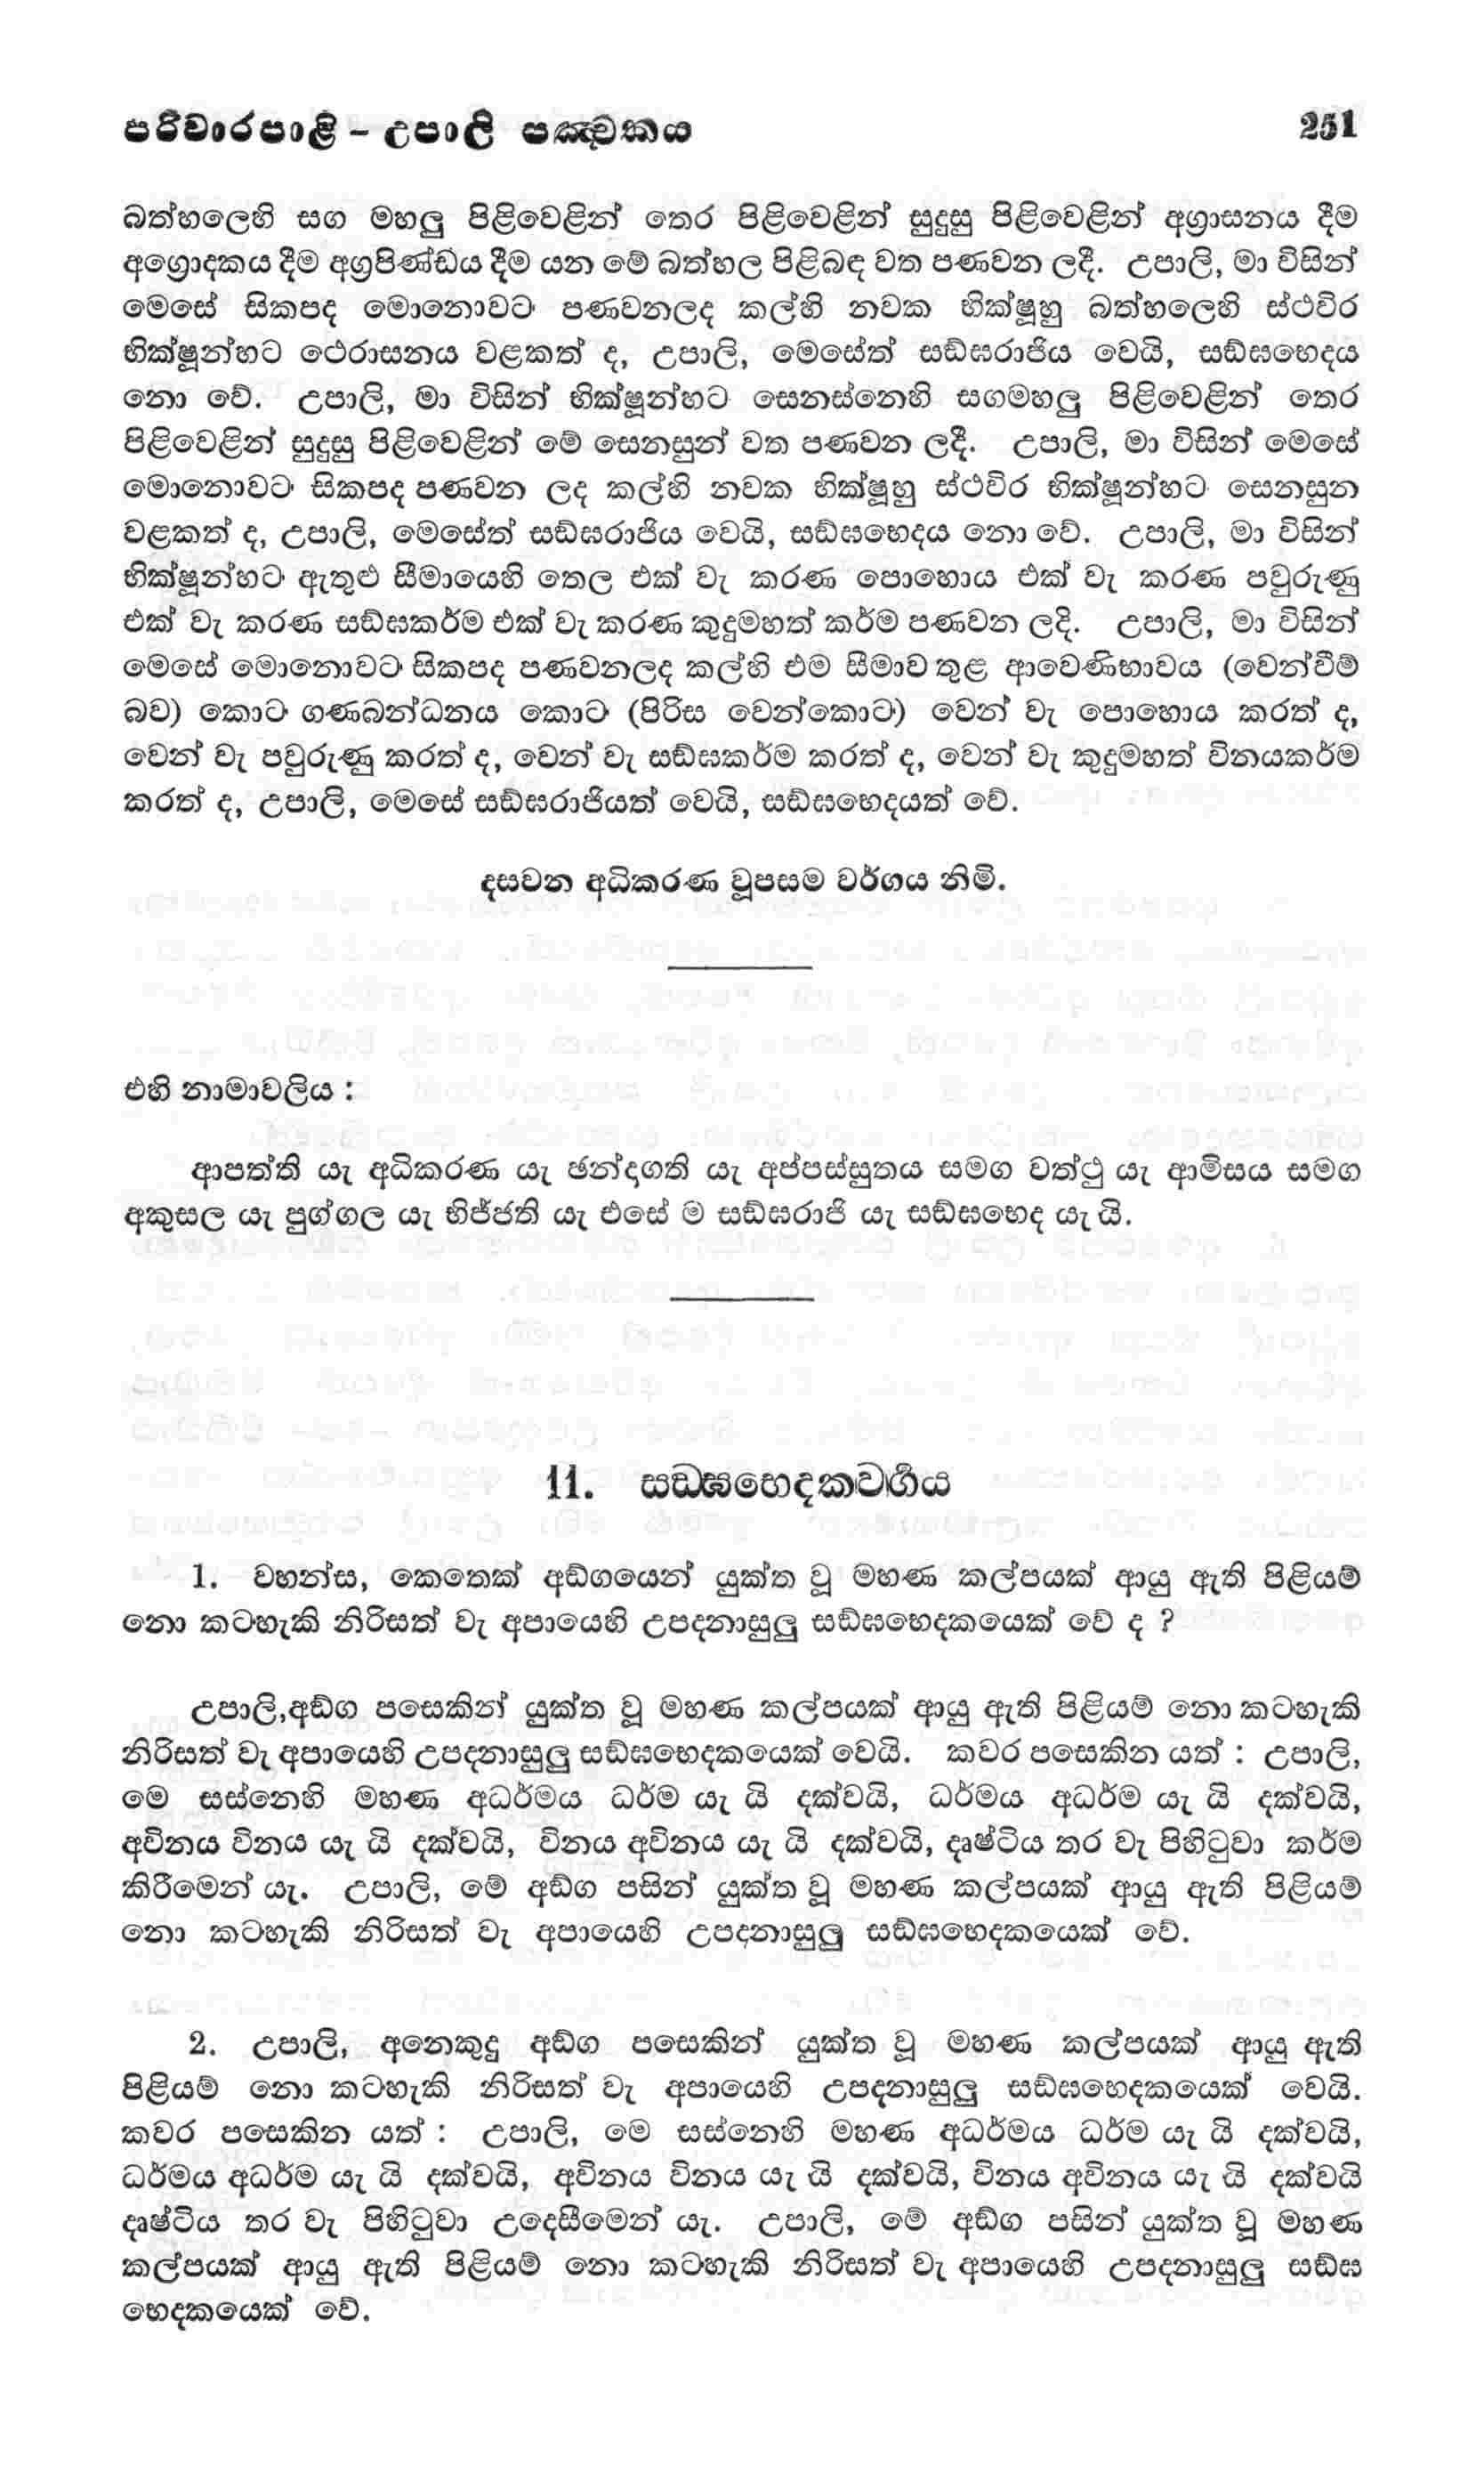 පරිවාරපාළි - උපාලි පඤ්චකය 251
බත්හලෙහි සග මහලු පිළිවෙළින් තෙර පිළිවෙළින් සුදුසු පිළිවෙළින් අග්‍රාසනය දීම
අග්‍රොදකය දීම අග්‍රපිණ්ඩය දීම යන මේ බත්හල පිළිබඳ වත පණවන ලදී. උපාලි, මා විසින්
මෙසේ සිකපද මොනොවට පණවනලද කල්හි නවක භික්ෂූහු බත්හලෙහි ස්ථවිර
භික්ෂූන්හට ථෙරාසනය වළකත් ද, උපාලි, මෙසේත් සඞ්ඝරාජිය වෙයි, සඞ්ඝභෙදය
නො වේ. උපාලි, මා විසින් භික්ෂූන්හට සෙනස්නෙහි සගමහලු පිළිවෙළින් තෙර
පිළිවෙළින් සුදුසු පිළිවෙළින් මේ සෙනසුන් වත පණවන ලදී. උපාලි, මා විසින් මෙසේ
මොනොවට සිකපද පණවන ලද කල්හි නවක භික්ෂූහු ස්ථවිර භික්ෂූන්හට සෙනසුන
වළකත් ද, උපාලි, මෙසේත් සඞ්ඝරාජිය වෙයි, සඞ්ඝභෙදය නො වේ. උපාලි, මා විසින්
භික්ෂූන්හට ඇතුළු සීමායෙහි තෙල එක් වැ කරණ පොහොය එක් වැ කරණ පවුරුණු
එක් වැ කරණ සඞ්ඝකර්ම එක් වැ කරණ කුදුමහත් කර්ම පණවන ලදි. උපාලි, මා විසින්
මෙසේ මොනොවට සිකපද පණවනලද කල්හි එම සීමාව තුළ ආවෙණිභාවය (වෙන්වීම්
බව) කොට ගණබන්ධනය කොට (පිරිස වෙන්කොට) වෙන් වැ පොහොය කරත් ද,
වෙන් වැ පවුරුණු කරත් ද, වෙන් වැ සඞ්ඝකර්ම කරත් ද, වෙන් වැ කුදුමහත් විනයකර්ම
කරත් ද, උපාලි, මෙසේ සඞ්ඝරාජියත් වෙයි, සඞ්ඝභෙදයත් වේ.
දසවන අධිකරණ වූපසම වර්ගය නිමි.
එහි නාමාවලිය :
ආපත්ති යැ අධිකරණ යැ ඡන්දාගති යැ අප්පස්සුතය සමග වත්ථු යැ ආමිසය සමග
අකුසල යැ පුග්ගල යැ භිජ්ජති යැ එසේ ම සඞ්ඝරාජි යැ සඞ්ඝභෙද යැ යි.
11. සඞ්ඝභෙදකවර්ගය
1. වහන්ස, කෙතෙක් අඞ්ගයෙන් යුක්ත වූ මහණ කල්පයක් ආයු ඇති පිළියම්
නො කටහැකි නිරිසත් වැ අපායෙහි උපදනාසුලු සඞ්ඝභෙදකයෙක් වේ ද ?
උපාලි,අඞ්ග පසෙකින් යුක්ත වූ මහණ කල්පයක් ආයු ඇති පිළියම් නො කටහැකි
නිරිසත් වැ අපායෙහි උපදනාසුලු සඞ්ඝභෙදකයෙක් වෙයි. කවර පසෙකින යත් : උපාලි,
මෙ සස්නෙහි මහණ අධර්මය ධර්ම යැ යි දක්වයි, ධර්මය අධර්ම යැ යි දක්වයි,
අවිනය විනය යැ යි දක්වයි, විනය අවිනය යැ යි දක්වයි, දෘෂ්ටිය තර වැ පිහිටුවා කර්ම
කිරීමෙන් යැ. උපාලි, මේ අඞ්ග පසින් යුක්ත වූ මහණ කල්පයක් ආයු ඇති පිළියම්
නො කටහැකි නිරිසත් වැ අපායෙහි උපදනාසුලු සඞ්ඝභෙදකයෙක් වේ.
2. උපාලි, අනෙකුදු අඞ්ග පසෙකින් යුක්ත වූ මහණ කල්පයක් ආයු ඇති
පිළියම් නො කටහැකි නිරිසත් වැ අපායෙහි උපදනාසුලු සඞ්ඝභෙදකයෙක් වෙයි.
කවර පසෙකින යත් : උපාලි, මෙ සස්නෙහි මහණ අධර්මය ධර්ම යැ යි දක්වයි,
ධර්මය අධර්ම යැ යි දක්වයි, අවිනය විනය යැ යි දක්වයි, විනය අවිනය යැ යි දක්වයි
දෘෂ්ටිය තර වැ පිහිටුවා උදෙසීමෙන් යැ. උපාලි, මේ අඞ්ග පසින් යුක්ත වූ මහණ
කල්පයක් ආයු ඇති පිළියම් නො කටහැකි නිරිසත් වැ අපායෙහි උපදනාසුලු සඞ්ඝ
භෙදකයෙක් වේ.